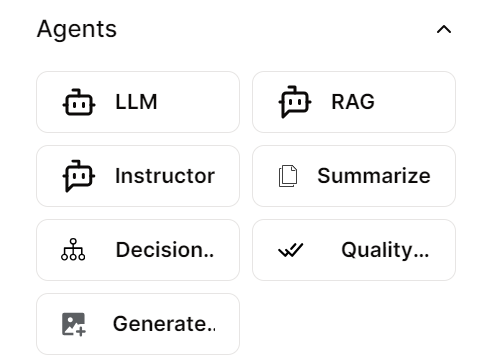 Agents
LLM
RAG
Instructor
Summarize
Decision..
Quality...
Generate..